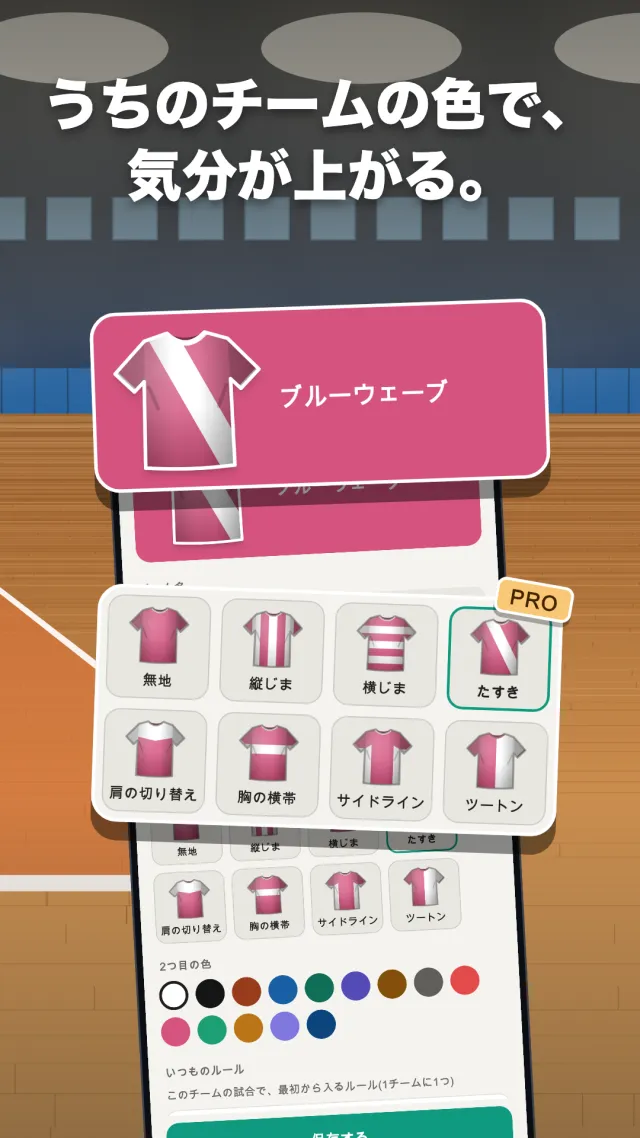 うちのチームの色で、
気分が上がる。
ブルーウェーブ
PRO
無地
縦じま
横じま
たすき
肩の切り替え
胸の横帯
サイドライン
ツートン
無地
縦じま
横じま
たすき
肩の切り替え
胸の横帯
サイドライン
ツートン
2つ目の色
いつものルール
このチームの試合で、最初から入るルール(1チームに1つ)